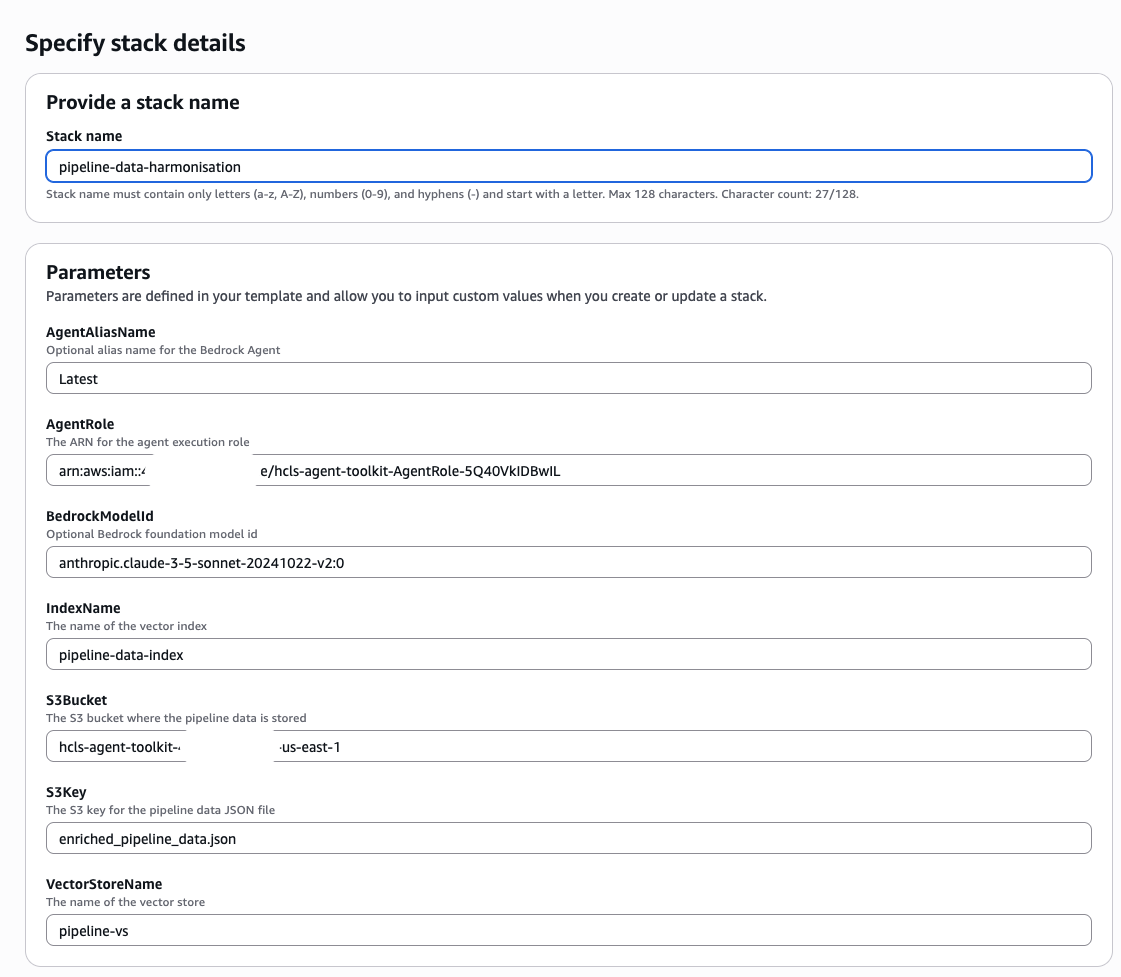 Specify stack details
Provide a stack name
Stack name
pipeline-data-harmonisation
Stack name must contain only letters (a-z, A-Z), numbers (0-9), and hyphens (-) and start with a letter. Max 128 characters. Character count: 27/128.
Parameters
Parameters are defined in your template and allow you to input custom values when you create or update a stack.
AgentAliasName
Optional alias name for the Bedrock Agent
Latest
AgentRole
The ARN for the agent execution role
arn:aws:iam:: e/hcls-agent-toolkit-AgentRole-5Q40VkIDBwIL
BedrockModelId
Optional Bedrock foundation model id
anthropic.claude-3-5-sonnet-20241022-v2:0
IndexName
The name of the vector index
pipeline-data-index
S3Bucket
The S3 bucket where the pipeline data is stored
hcls-agent-toolkit- -us-east-1
S3Key
The S3 key for the pipeline data JSON file
enriched_pipeline_data.json
VectorStoreName
The name of the vector store
pipeline-vs